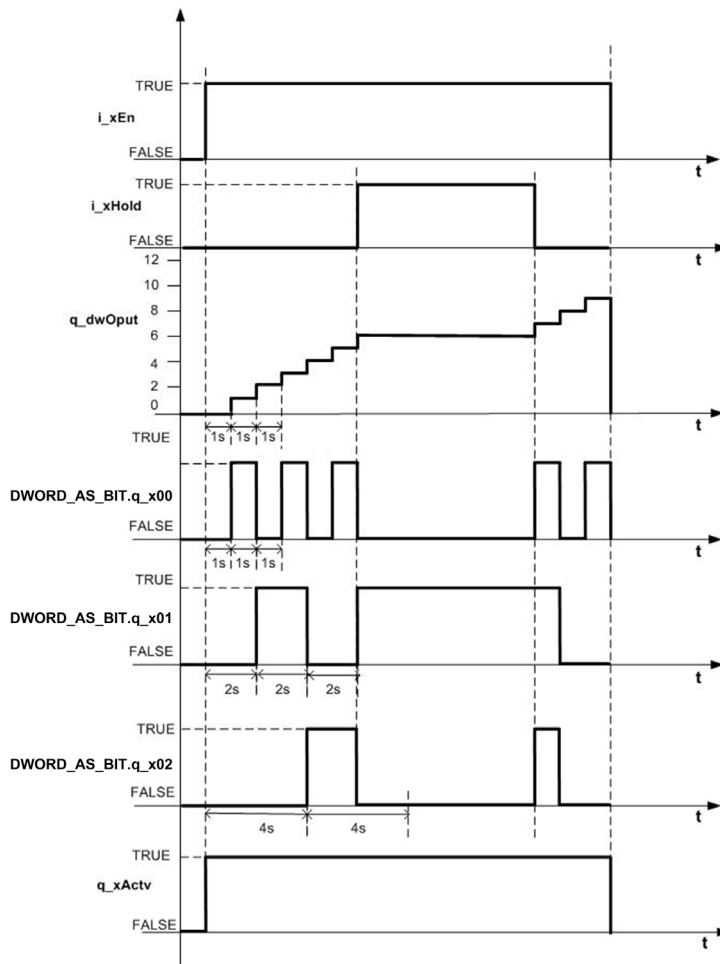 TRUE
i_xEn
FALSE
t
TRUE
i_xHold
FALSE
t
12
10
8
q_dwOput
6
4
2
0
t
TRUE
1s 1s 1s
DWORD_AS_BIT.q_x00
FALSE
t
1s 1s 1s
TRUE
DWORD_AS_BIT.q_x01
FALSE
t
2s 2s 2s
TRUE
DWORD_AS_BIT.q_x02
FALSE
t
4s 4s
TRUE
q_xActv
FALSE
t